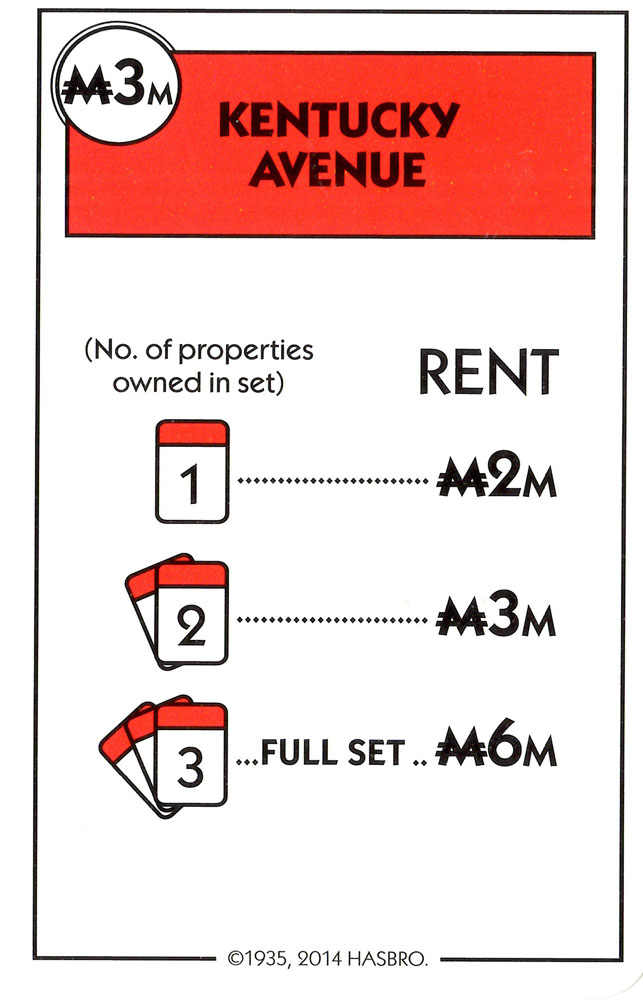 ₩3M
KENTUCKY
AVENUE
(No. of properties
owned in set)
RENT
1 ........................ ₩2M
2 ........................ ₩3M
3 ...FULL SET .. ₩6M
©1935, 2014 HASBRO.